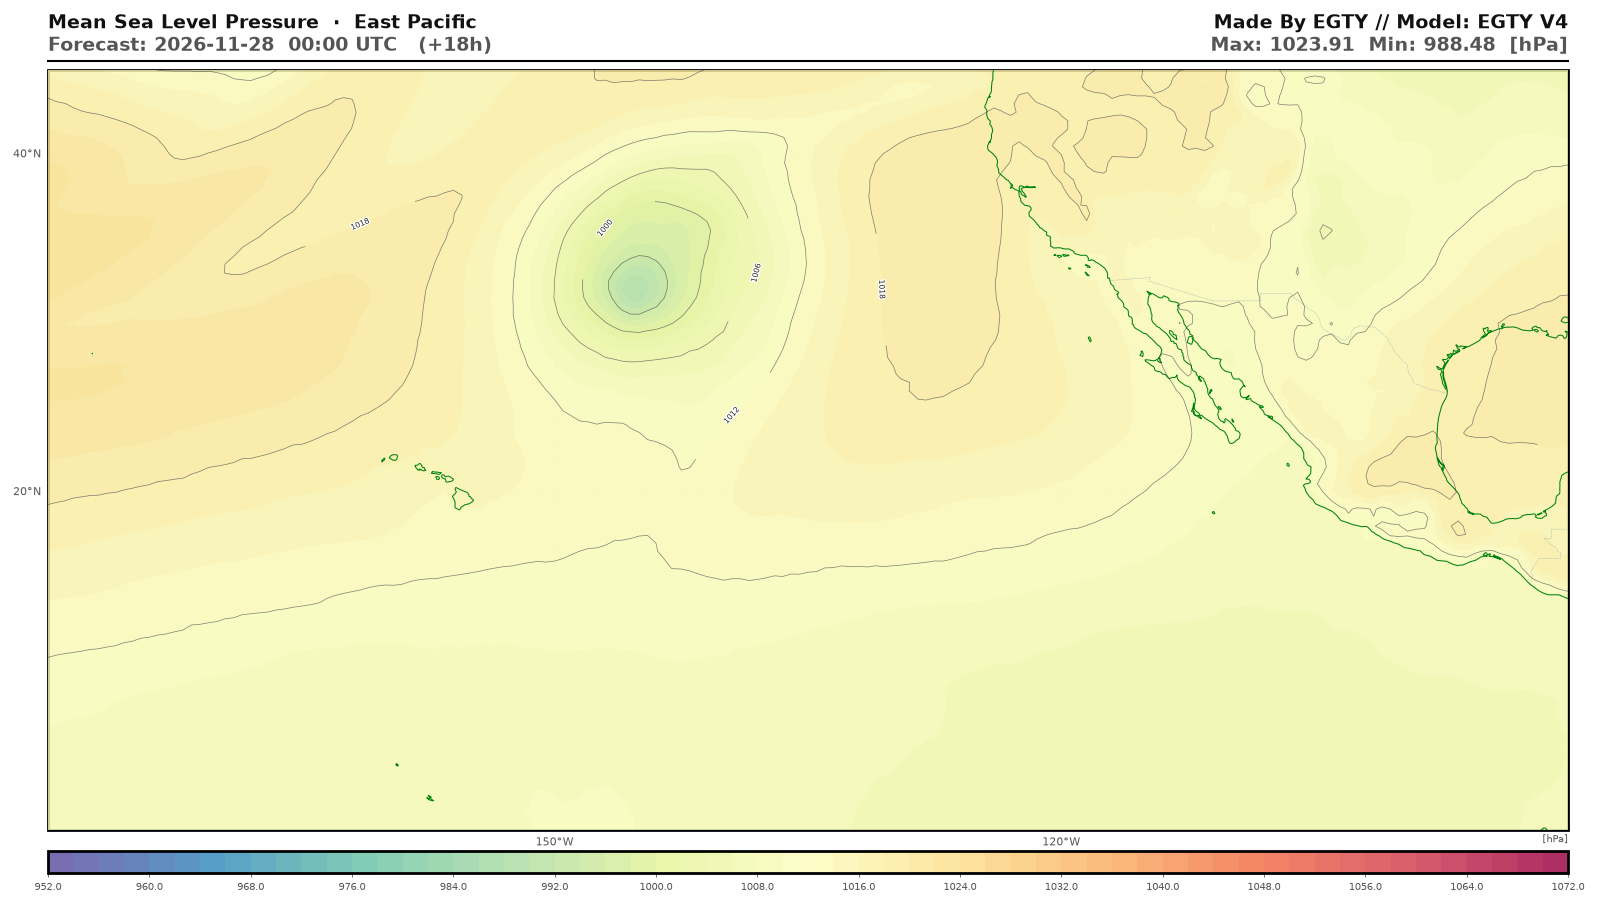 Mean Sea Level Pressure · East Pacific
Made By EGTY // Model: EGTY V4
Forecast: 2026-11-28 00:00 UTC (+18h)
Max: 1023.91 Min: 988.48 [hPa]
40°N
1018
1000
1006
1018
1012
20°N
150°W
120°W
[hPa]
952.0
960.0
968.0
976.0
984.0
992.0
1000.0
1008.0
1016.0
1024.0
1032.0
1040.0
1048.0
1056.0
1064.0
1072.0